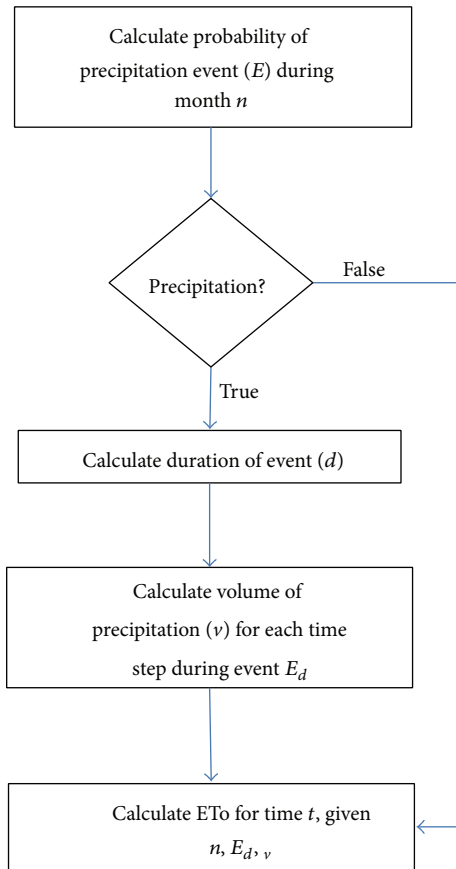 Calculate probability of
precipitation event (E) during
month n
Precipitation?
False
True
Calculate duration of event (d)
Calculate volume of
precipitation (v) for each time
step during event E_d
Calculate ETo for time t, given
n, E_d, v